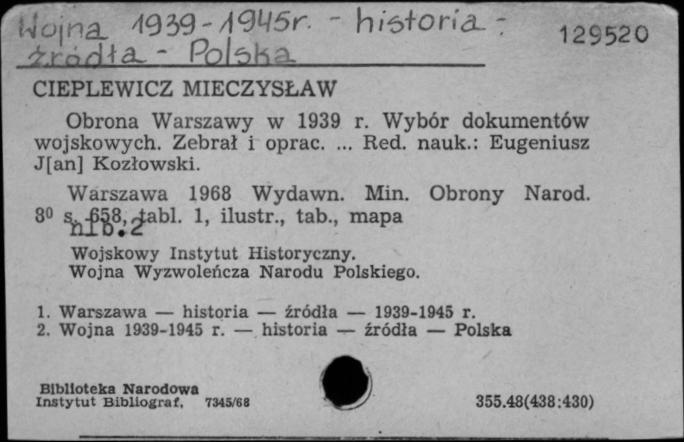 Wojna 1939-1945r. - historia -
źródła - Polska
129520
CIEPLEWICZ MIECZYSŁAW
Obrona Warszawy w 1939 r. Wybór dokumentów
wojskowych. Zebrał i oprac. ... Red. nauk.: Eugeniusz
J[an] Kozłowski.
Warszawa 1968 Wydawn. Min. Obrony Narod.
8⁰ s. 658, tabl. 1, ilustr., tab., mapa
nlb. 2
Wojskowy Instytut Historyczny.
Wojna Wyzwoleńcza Narodu Polskiego.
1. Warszawa — historia — źródła — 1939-1945 r.
2. Wojna 1939-1945 r. — historia — źródła — Polska
Biblioteka Narodowa
Instytut Bibliograf. 7345/68
355.48(438:430)